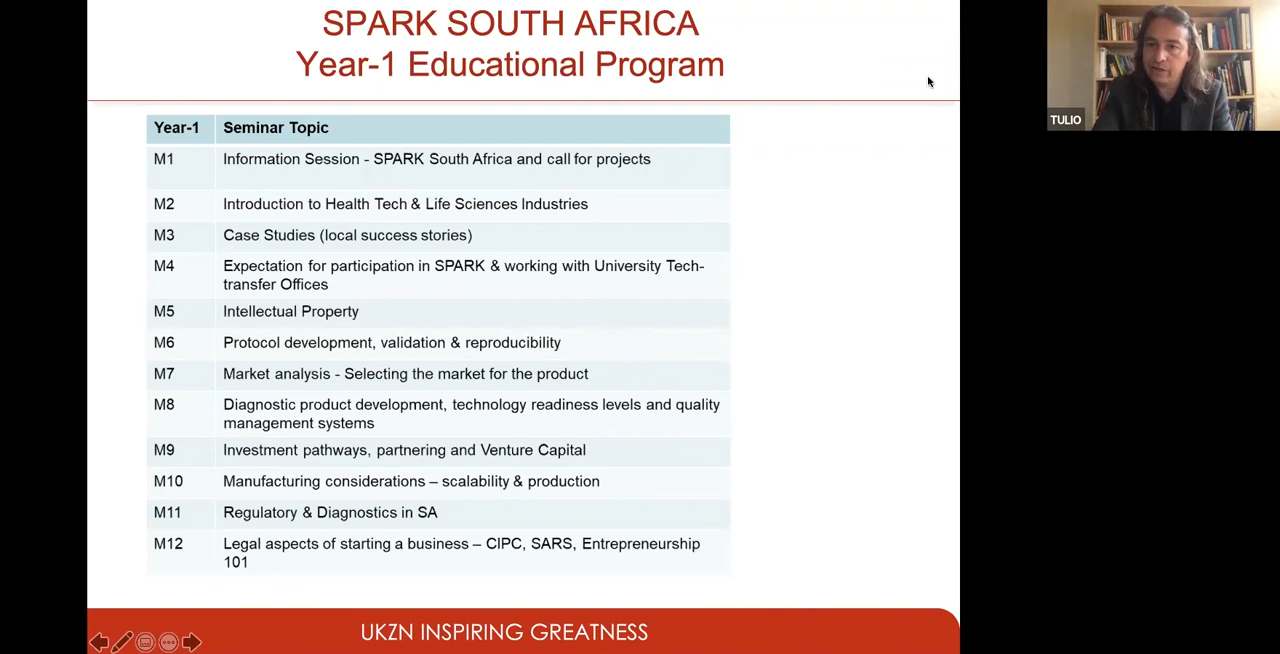 SPARK SOUTH AFRICA
Year-1 Educational Program
TULIO
Year-1 Seminar Topic
M1 Information Session - SPARK South Africa and call for projects
M2 Introduction to Health Tech & Life Sciences Industries
M3 Case Studies (local success stories)
M4 Expectation for participation in SPARK & working with University Tech-
transfer Offices
M5 Intellectual Property
M6 Protocol development, validation & reproducibility
M7 Market analysis - Selecting the market for the product
M8 Diagnostic product development, technology readiness levels and quality
management systems
M9 Investment pathways, partnering and Venture Capital
M10 Manufacturing considerations – scalability & production
M11 Regulatory & Diagnostics in SA
M12 Legal aspects of starting a business – CIPC, SARS, Entrepreneurship
101
UKZN INSPIRING GREATNESS